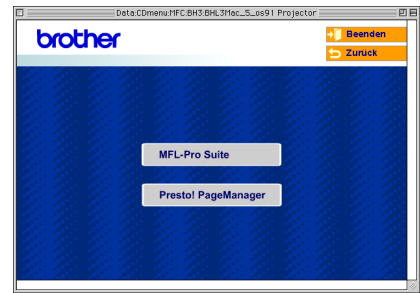 Data:CDmenu:MFC:BH3:BHL3Mac_5_os91 Projector
brother
Beenden
Zurück
MFL-Pro Suite
Presto! PageManager